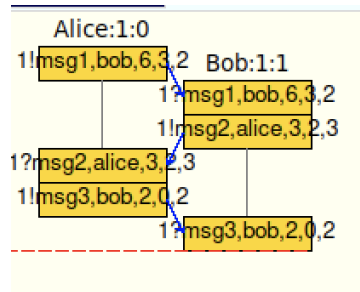 Alice:1:0
1!msg1,bob,6,3,2
Bob:1:1
1?msg1,bob,6,3,2
1!msg2,alice,3,2,3
1?msg2,alice,3,2,3
1!msg3,bob,2,0,2
1?msg3,bob,2,0,2